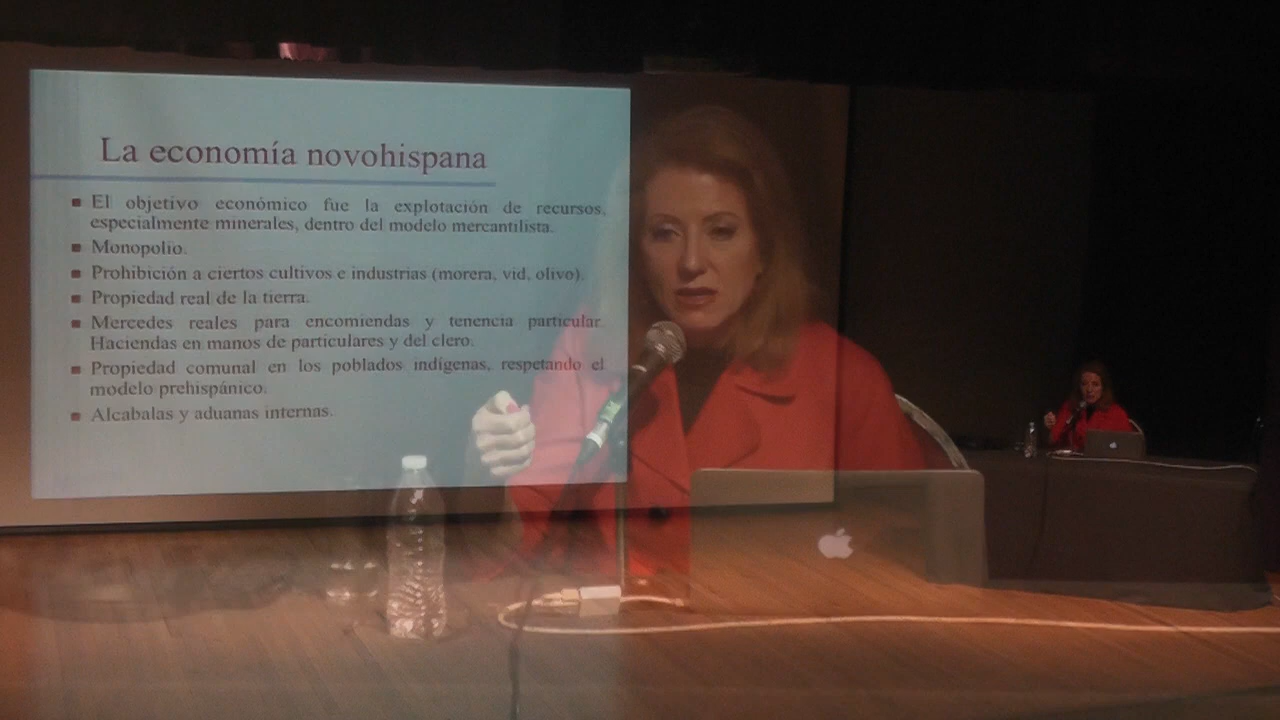 La economía novohispana
El objetivo económico fue la explotación de recursos,
especialmente minerales, dentro del modelo mercantilista.
Monopolio.
Prohibición a ciertos cultivos e industrias (morera, vid, olivo).
Propiedad real de la tierra.
Mercedes reales para encomiendas y tenencia particular.
Haciendas en manos de particulares y del clero.
Propiedad comunal en los poblados indígenas, respetando el
modelo prehispánico.
Alcabalas y aduanas internas.